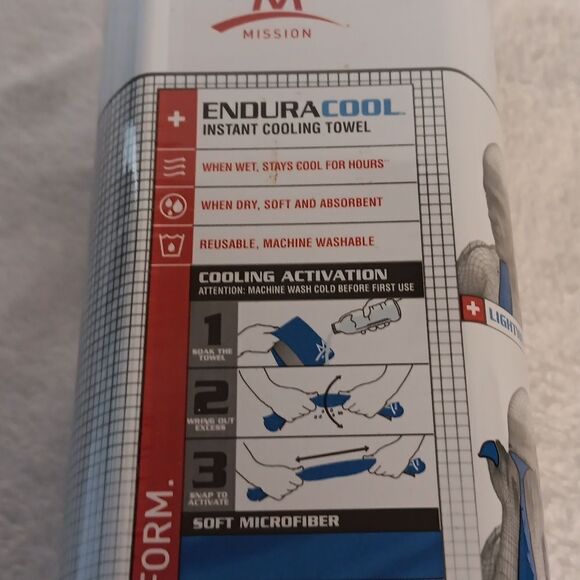 MISSION
ENDURACOOL
INSTANT COOLING TOWEL
WHEN WET, STAYS COOL FOR HOURS
WHEN DRY, SOFT AND ABSORBENT
REUSABLE, MACHINE WASHABLE
COOLING ACTIVATION
ATTENTION: MACHINE WASH COLD BEFORE FIRST USE
1
SOAK THE
TOWEL
2
WRING OUT
EXCESS
3
SNAP TO
ACTIVATE
SOFT MICROFIBER
FORM.